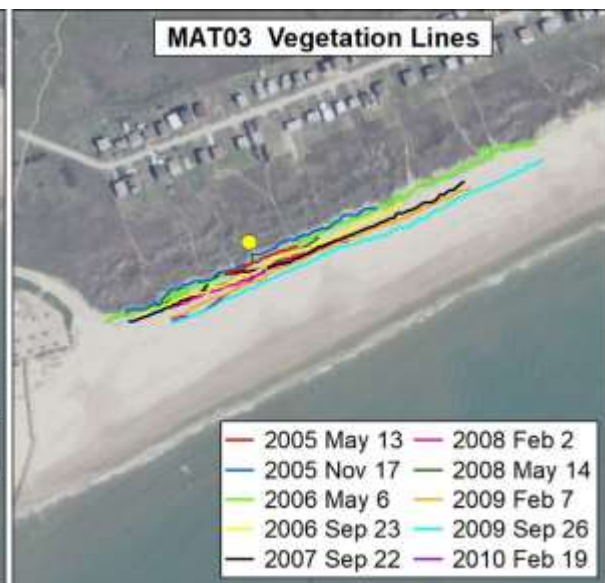 MAT03 Vegetation Lines
2005 May 13
2005 Nov 17
2006 May 6
2006 Sep 23
2007 Sep 22
2008 Feb 2
2008 May 14
2009 Feb 7
2009 Sep 26
2010 Feb 19